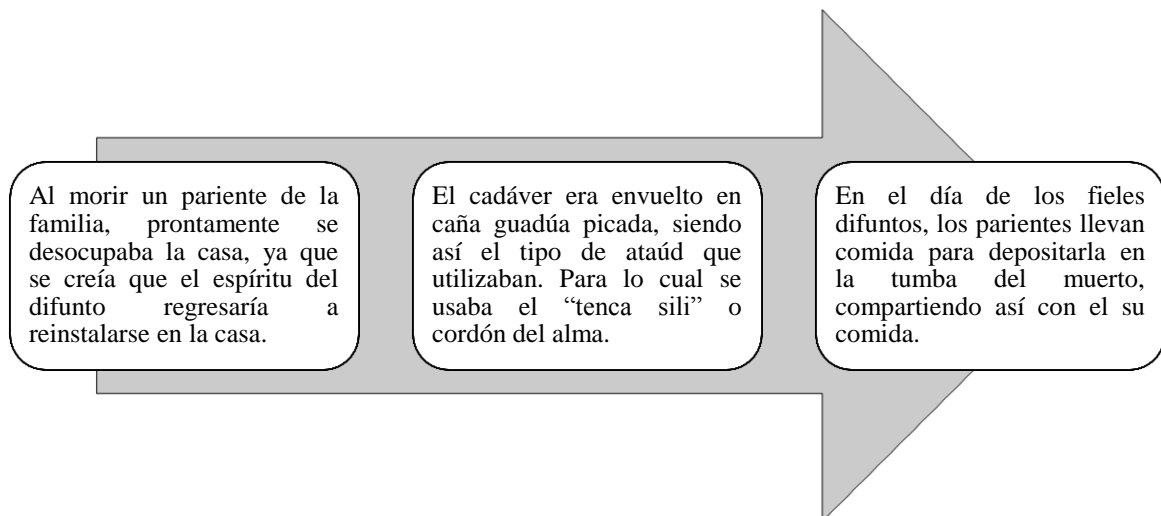 Al morir un pariente de la
familia, prontamente se
desocupaba la casa, ya que
se creía que el espíritu del
difunto regresaría a
reinstalarse en la casa.
El cadáver era envuelto en
caña guadúa picada, siendo
así el tipo de ataúd que
utilizaban. Para lo cual se
usaba el “tenca sili” o
cordón del alma.
En el día de los fieles
difuntos, los parientes llevan
comida para depositarla en
la tumba del muerto,
compartiendo así con el su
comida.